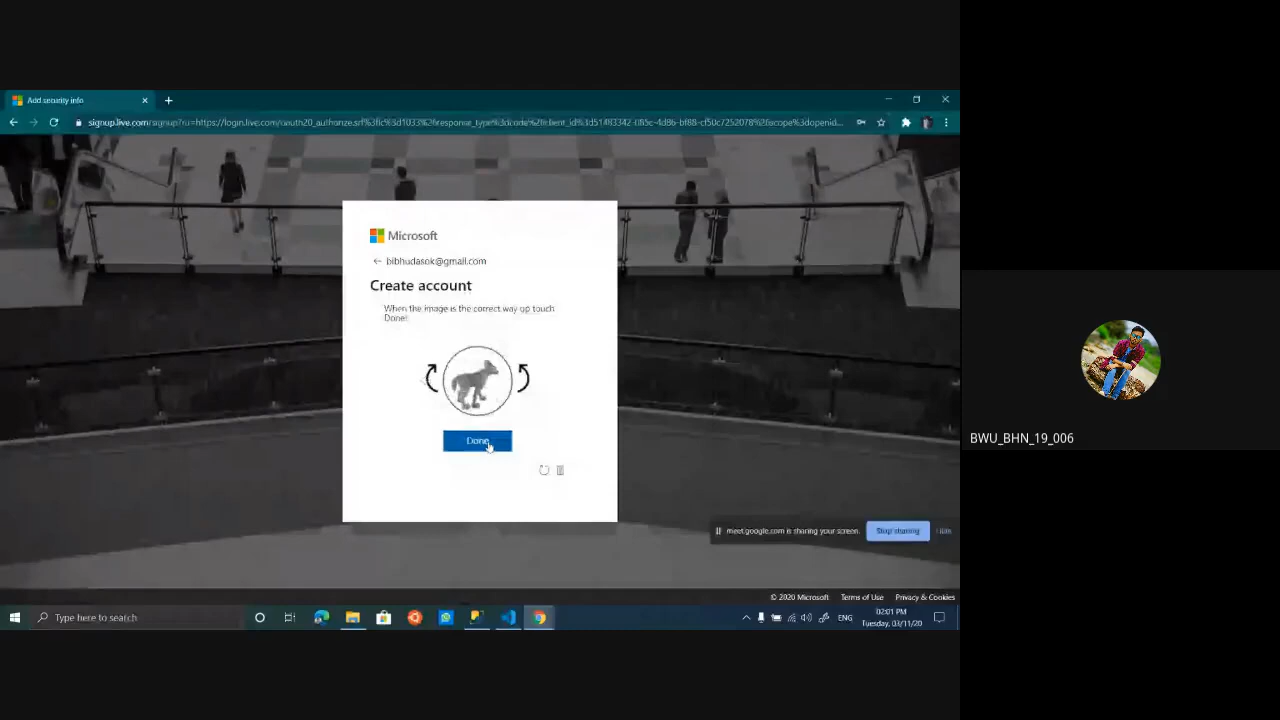 Add security info
Microsoft
bibhudasok@gmail.com
Create account
When the image is the correct way up touch
Done!
Done
meet.google.com is sharing your screen.
Stop sharing
Hide
© 2020 Microsoft
Terms of Use
Privacy & Cookies
Type here to search
ENG
02:01 PM
Tuesday, 03/11/20
BWU_BHN_19_006